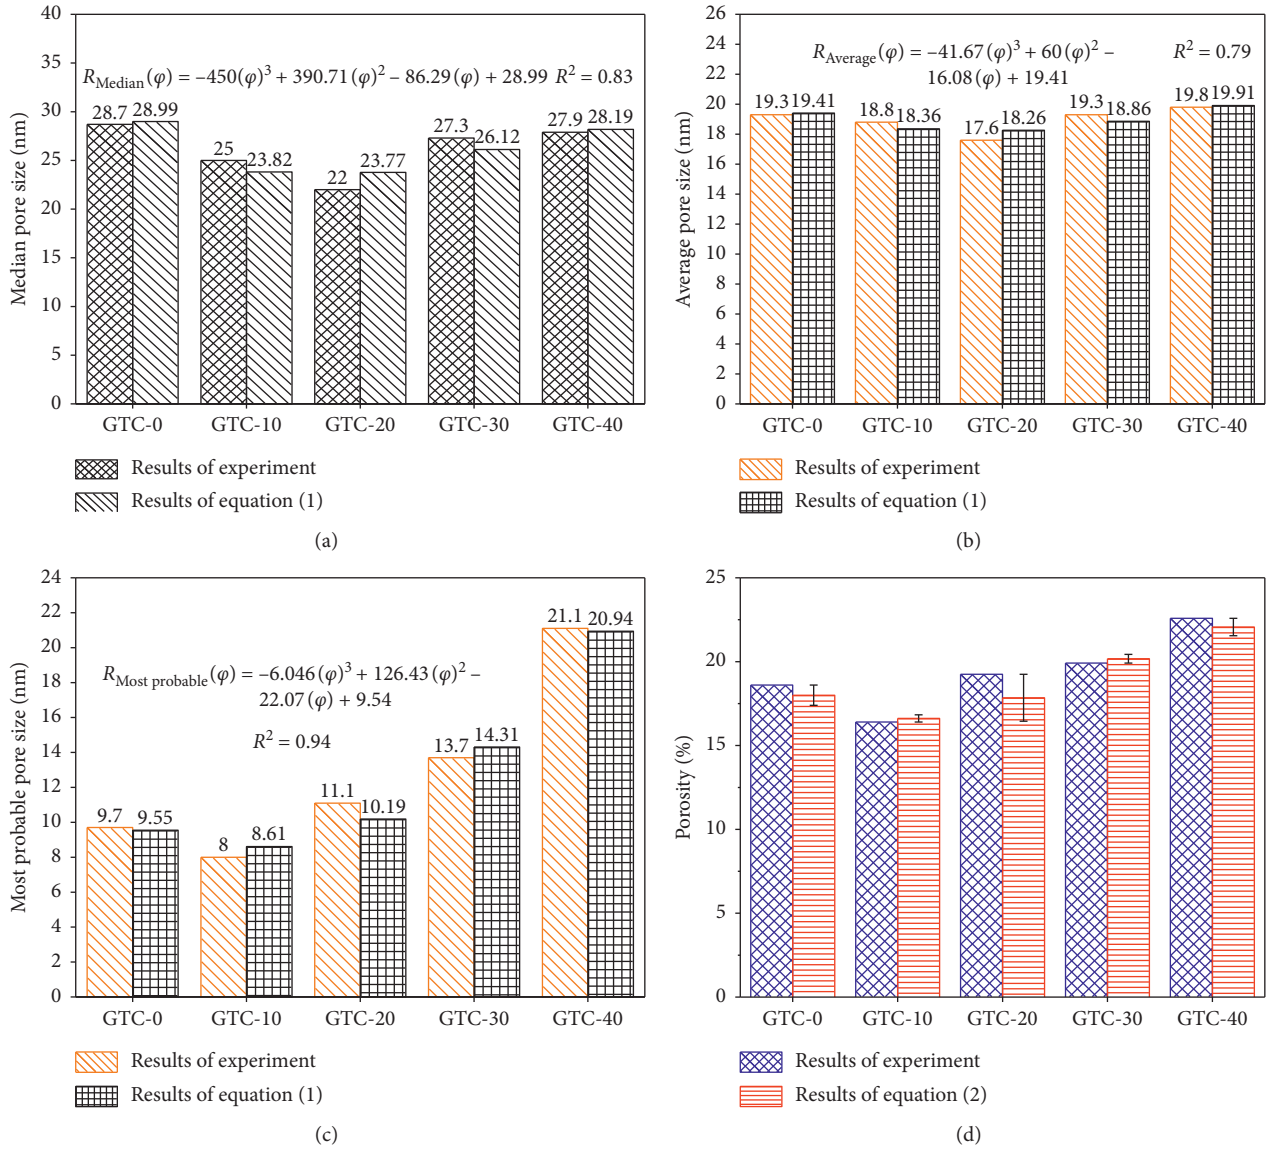 40
35
30
25
20
15
10
5
0
Median pore size (nm)
R_Median(φ) = –450(φ)³ + 390.71(φ)² – 86.29(φ) + 28.99 R² = 0.83
28.7 28.99
25 23.82
22 23.77
27.3 26.12
27.9 28.19
GTC-0 GTC-10 GTC-20 GTC-30 GTC-40
Results of experiment
Results of equation (1)
(a)
26
24
22
20
18
16
14
12
10
8
6
4
2
0
Average pore size (nm)
R_Average(φ) = –41.67(φ)³ + 60(φ)² – R² = 0.79
16.08(φ) + 19.41
19.3 19.41
18.8 18.36
17.6 18.26
19.3 18.86
19.8 19.91
GTC-0 GTC-10 GTC-20 GTC-30 GTC-40
Results of experiment
Results of equation (1)
(b)
24
22
20
18
16
14
12
10
8
6
4
2
0
Most probable pore size (nm)
R_Most probable(φ) = –6.046(φ)³ + 126.43(φ)² –
22.07(φ) + 9.54
R² = 0.94
9.7 9.55
8 8.61
11.1 10.19
13.7 14.31
21.1 20.94
GTC-0 GTC-10 GTC-20 GTC-30 GTC-40
Results of experiment
Results of equation (1)
(c)
25
20
15
10
5
0
Porosity (%)
GTC-0 GTC-10 GTC-20 GTC-30 GTC-40
Results of experiment
Results of equation (2)
(d)